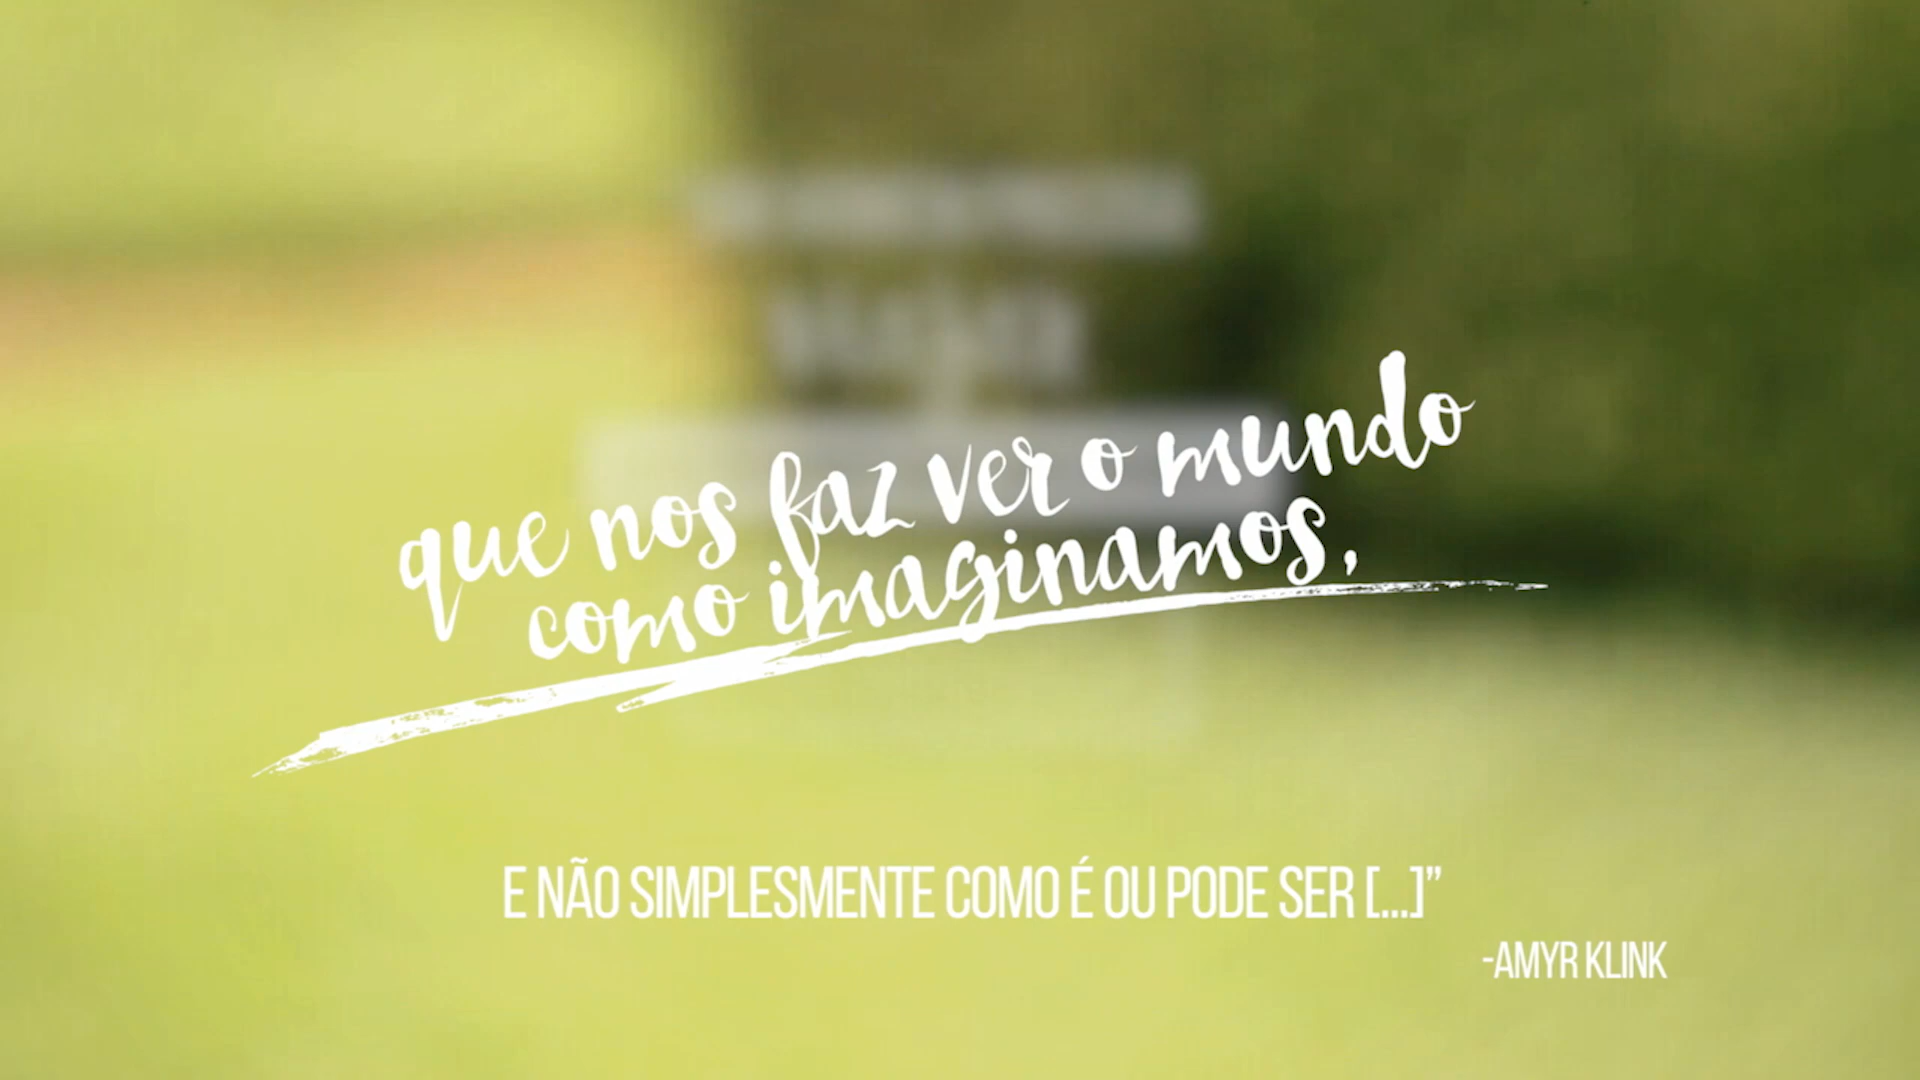 que nos faz ver o mundo
como imaginamos,
E NÃO SIMPLESMENTE COMO É OU PODE SER [...]”
-AMYR KLINK